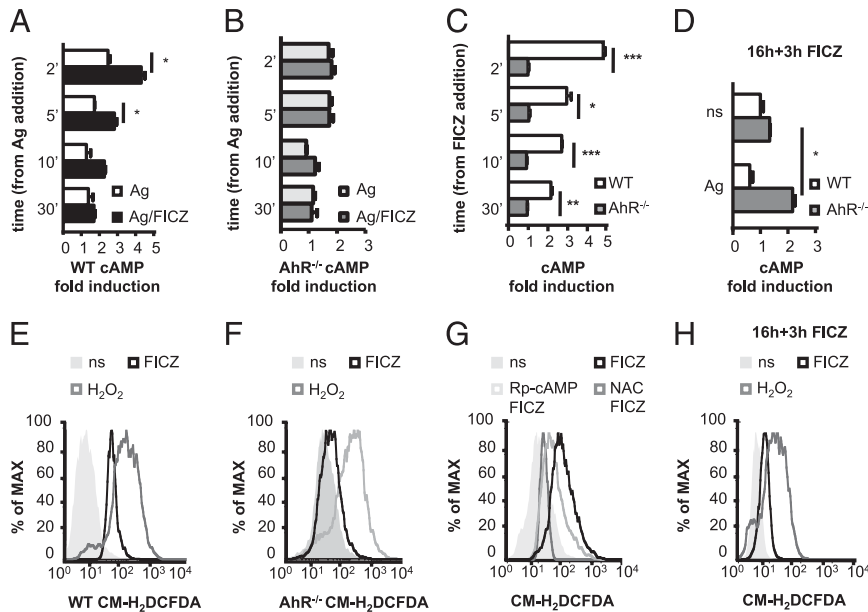 A
time (from Ag addition)
2'
5'
10'
30'
*
*
Ag
Ag/FICZ
0 1 2 3 4 5
WT cAMP
fold induction
B
time (from Ag addition)
2'
5'
10'
30'
Ag
Ag/FICZ
0 1 2 3
AhR-/- cAMP
fold induction
C
time (from FICZ addition)
2'
5'
10'
30'
***
*
***
**
WT
AhR-/-
0 1 2 3 4 5
cAMP
fold induction
D
16h+3h FICZ
ns
Ag
*
WT
AhR-/-
0 1 2 3
cAMP
fold induction
E
ns FICZ
H2O2
% of MAX
100
80
60
40
20
0
10^0 10^1 10^2 10^3 10^4
WT CM-H2DCFDA
F
ns FICZ
H2O2
% of MAX
100
80
60
40
20
0
10^0 10^1 10^2 10^3 10^4
AhR-/- CM-H2DCFDA
G
ns FICZ
Rp-cAMP NAC
FICZ FICZ
% of MAX
100
80
60
40
20
0
10^0 10^1 10^2 10^3 10^4
CM-H2DCFDA
H
16h+3h FICZ
ns FICZ
H2O2
% of MAX
100
80
60
40
20
0
10^0 10^1 10^2 10^3 10^4
CM-H2DCFDA